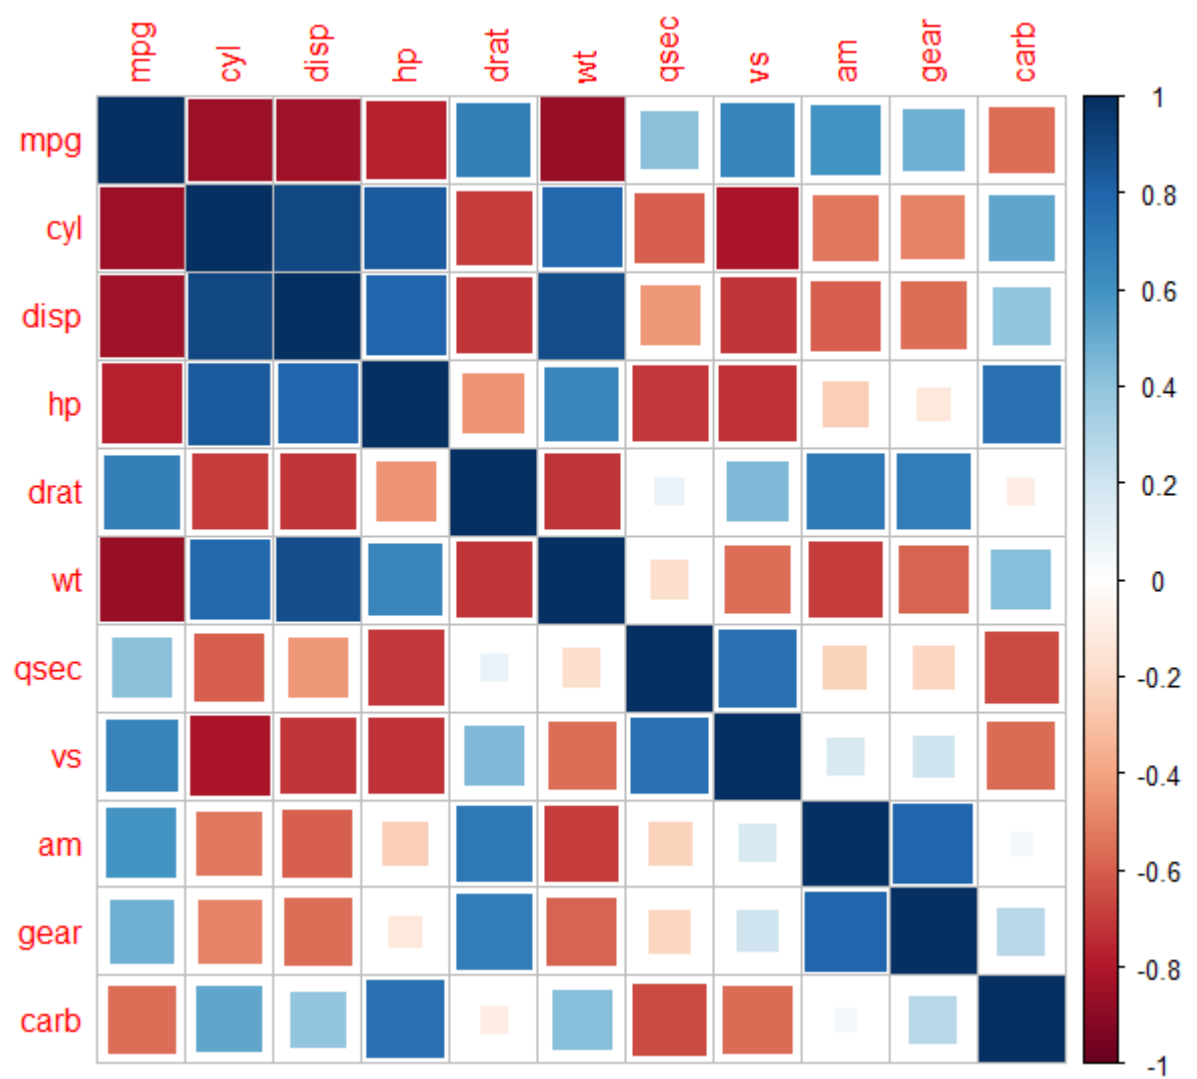 mpg cyl disp hp drat wt qsec vs am gear carb
mpg
cyl
disp
hp
drat
wt
qsec
vs
am
gear
carb
1
0.8
0.6
0.4
0.2
0
-0.2
-0.4
-0.6
-0.8
-1